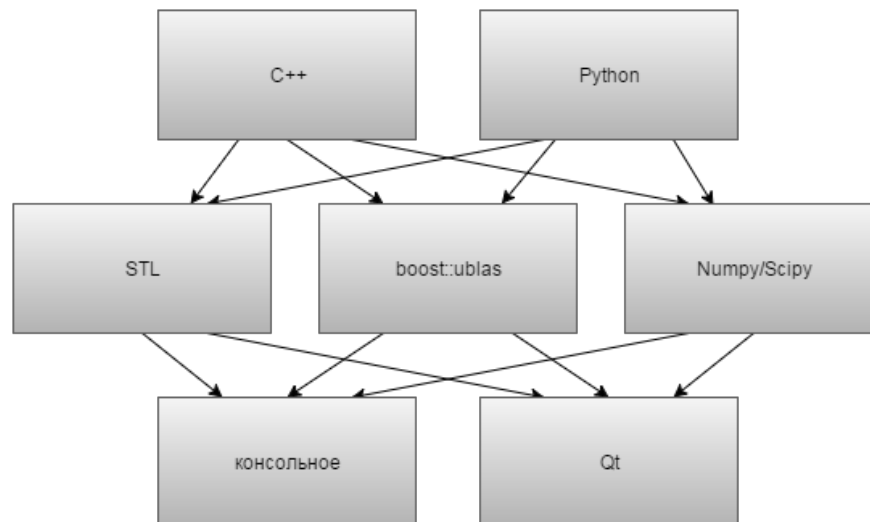 C++
Python
STL
boost::ublas
Numpy/Scipy
консольное
Qt